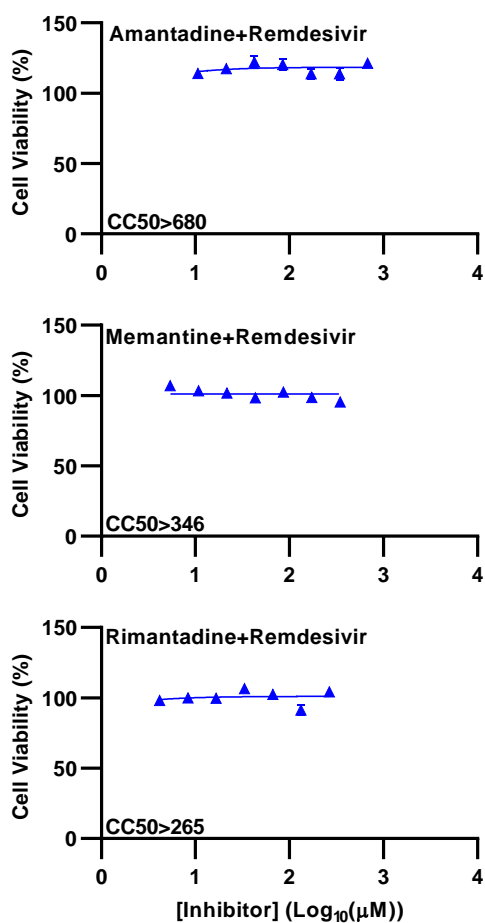 Amantadine+Remdesivir
150
100
50
0
Cell Viability (%)
CC50>680
0 1 2 3 4
Memantine+Remdesivir
150
100
50
0
Cell Viability (%)
CC50>346
0 1 2 3 4
Rimantadine+Remdesivir
150
100
50
0
Cell Viability (%)
CC50>265
0 1 2 3 4
[Inhibitor] (Log₁₀(μM))